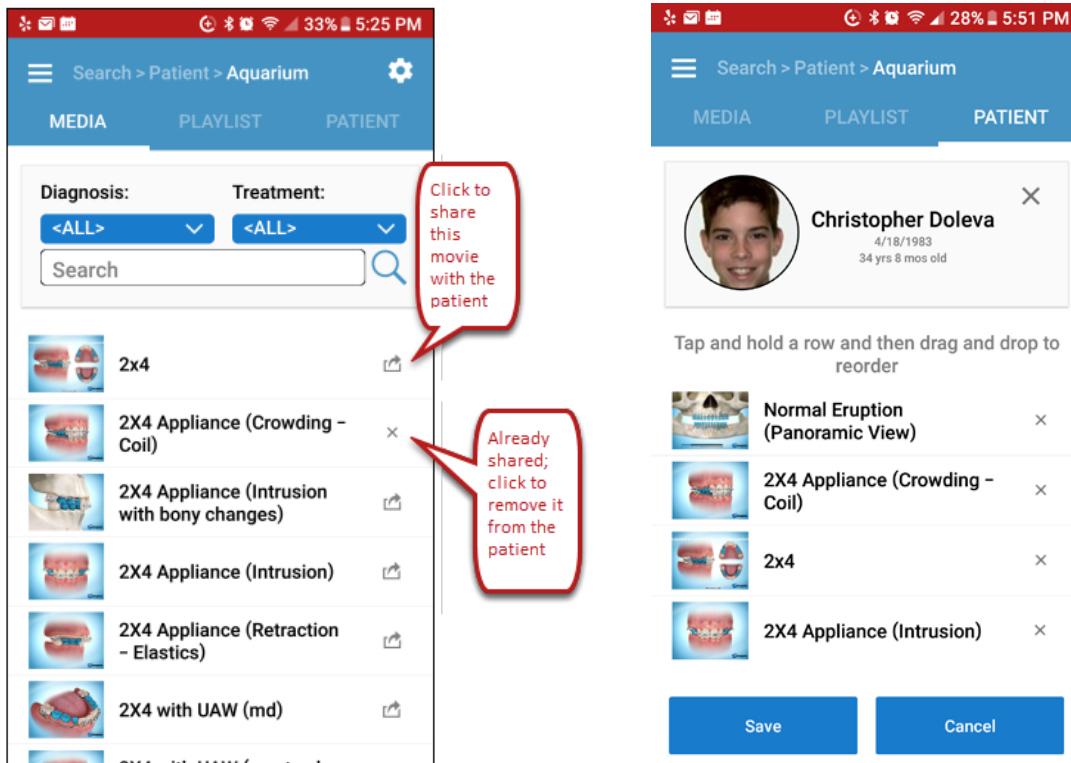 33% 5:25 PM
Search > Patient > Aquarium
MEDIA PLAYLIST PATIENT
Diagnosis: Treatment:
<ALL> <ALL>
Search
2x4
2X4 Appliance (Crowding –
Coil)
2X4 Appliance (Intrusion
with bony changes)
2X4 Appliance (Intrusion)
2X4 Appliance (Retraction
– Elastics)
2X4 with UAW (md)
Click to
share
this
movie
with the
patient
Already
shared;
click to
remove it
from the
patient
28% 5:51 PM
Search > Patient > Aquarium
MEDIA PLAYLIST PATIENT
Christopher Doleva
4/18/1983
34 yrs 8 mos old
Tap and hold a row and then drag and drop to
reorder
Normal Eruption
(Panoramic View)
2X4 Appliance (Crowding –
Coil)
2x4
2X4 Appliance (Intrusion)
Save Cancel